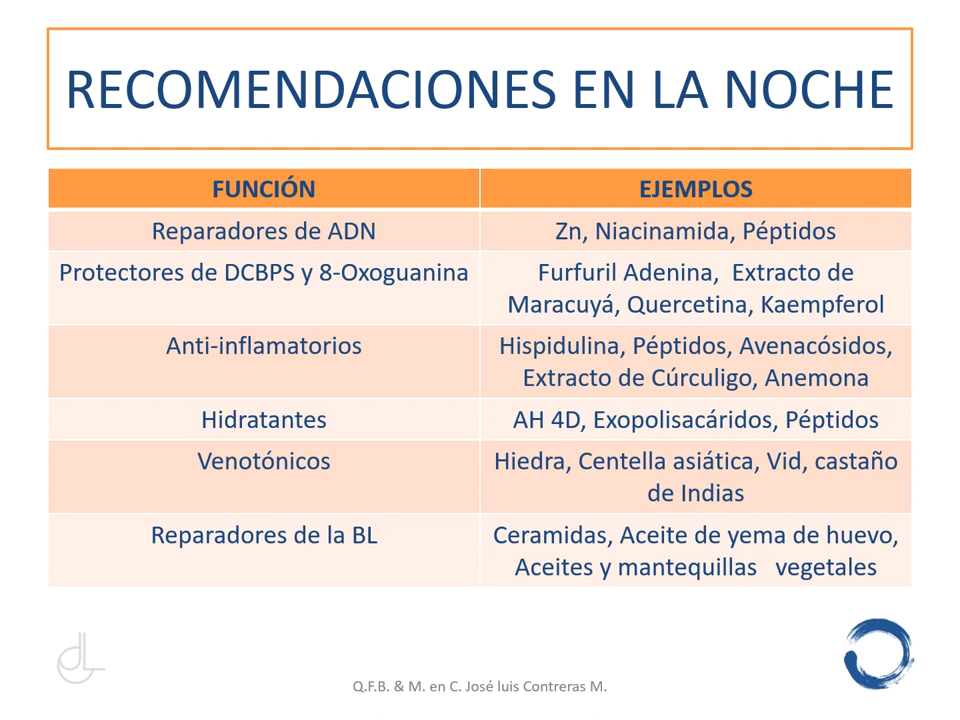 RECOMENDACIONES EN LA NOCHE
FUNCIÓN EJEMPLOS
Reparadores de ADN Zn, Niacinamida, Péptidos
Protectores de DCBPS y 8-Oxoguanina Furfuril Adenina, Extracto de
Maracuyá, Quercetina, Kaempferol
Anti-inflamatorios Hispidulina, Péptidos, Avenacósidos,
Extracto de Cúrculigo, Anemona
Hidratantes AH 4D, Exopolisacáridos, Péptidos
Venotónicos Hiedra, Centella asiática, Vid, castaño
de Indias
Reparadores de la BL Ceramidas, Aceite de yema de huevo,
Aceites y mantequillas vegetales
Q.F.B. & M. en C. José luis Contreras M.